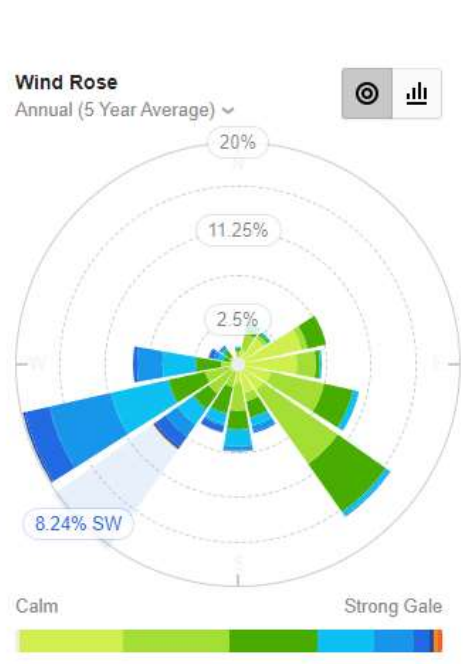 Wind Rose
Annual (5 Year Average)
20%
N
11.25%
2.5%
W
E
8.24% SW
S
Calm
Strong Gale